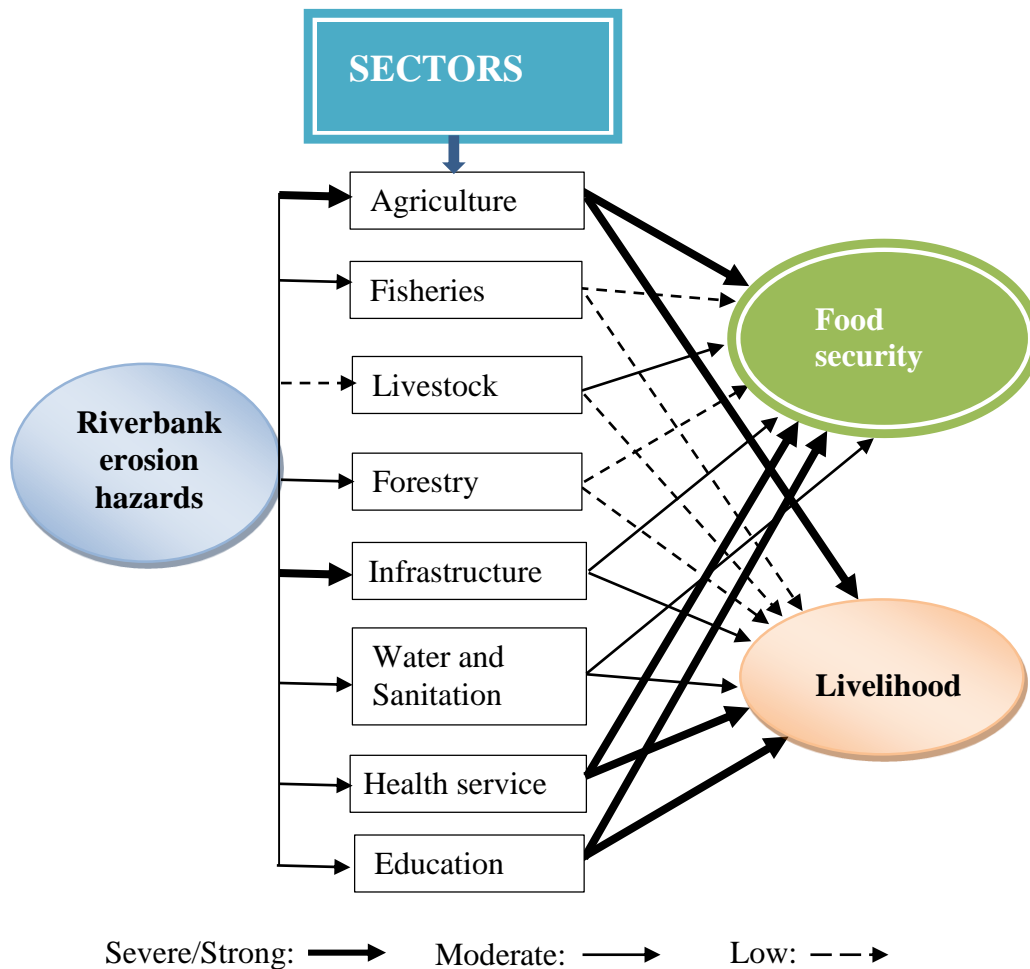 SECTORS
Agriculture
Fisheries
Livestock
Forestry
Infrastructure
Water and
Sanitation
Health service
Education
Riverbank
erosion
hazards
Food
security
Livelihood
Severe/Strong: Moderate: Low: